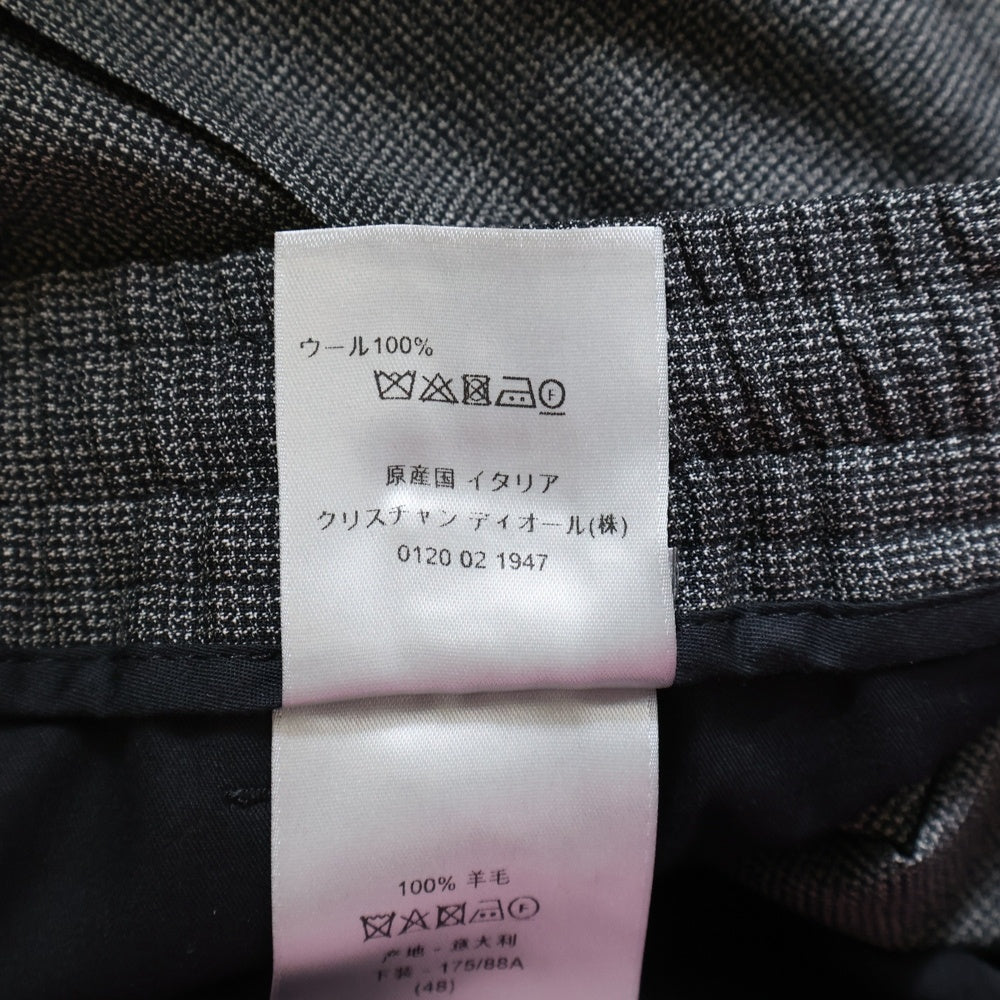 ウール100%
F
原産国 イタリア
クリスチャン ディオール(株)
0120 02 1947
100% 羊毛
F
产地 - 意大利
下装 - 175/88A
(48)